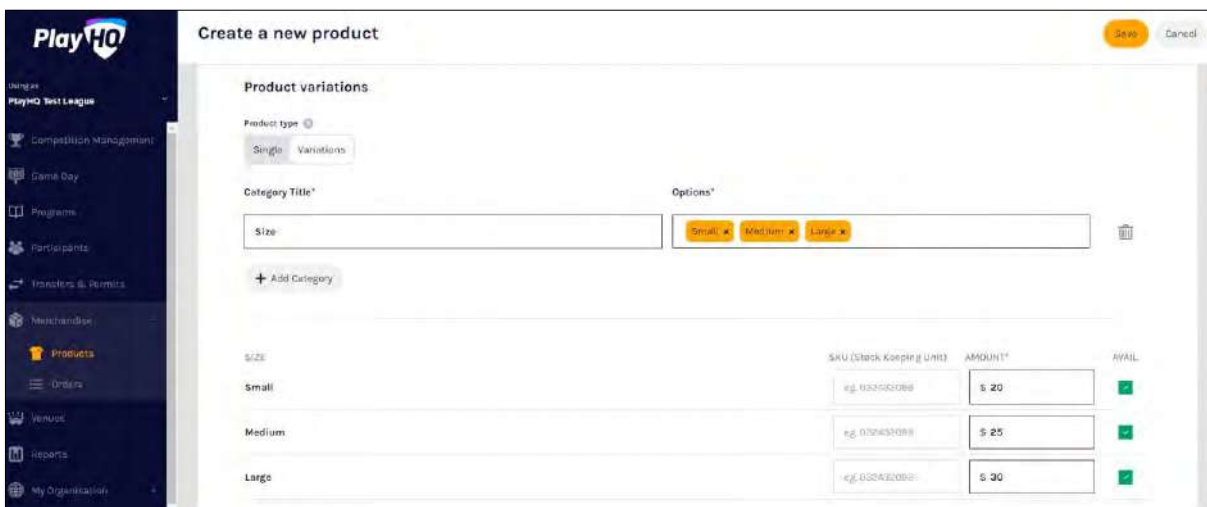 Play HQ
Create a new product
Save
Cancel
Using as
PlayHQ Test League
Competition Management
Game Day
Programs
Participants
Transfers & Permits
Merchandise
Products
Orders
Venues
Reports
My Organisation
Product variations
Product type
Single
Variations
Category Title*
Options*
Size
Small x
Medium x
Large x
+ Add Category
SIZE
SKU (Stock Keeping Unit)
AMOUNT*
AVAIL.
Small
$ 20
Medium
$ 25
Large
$ 30